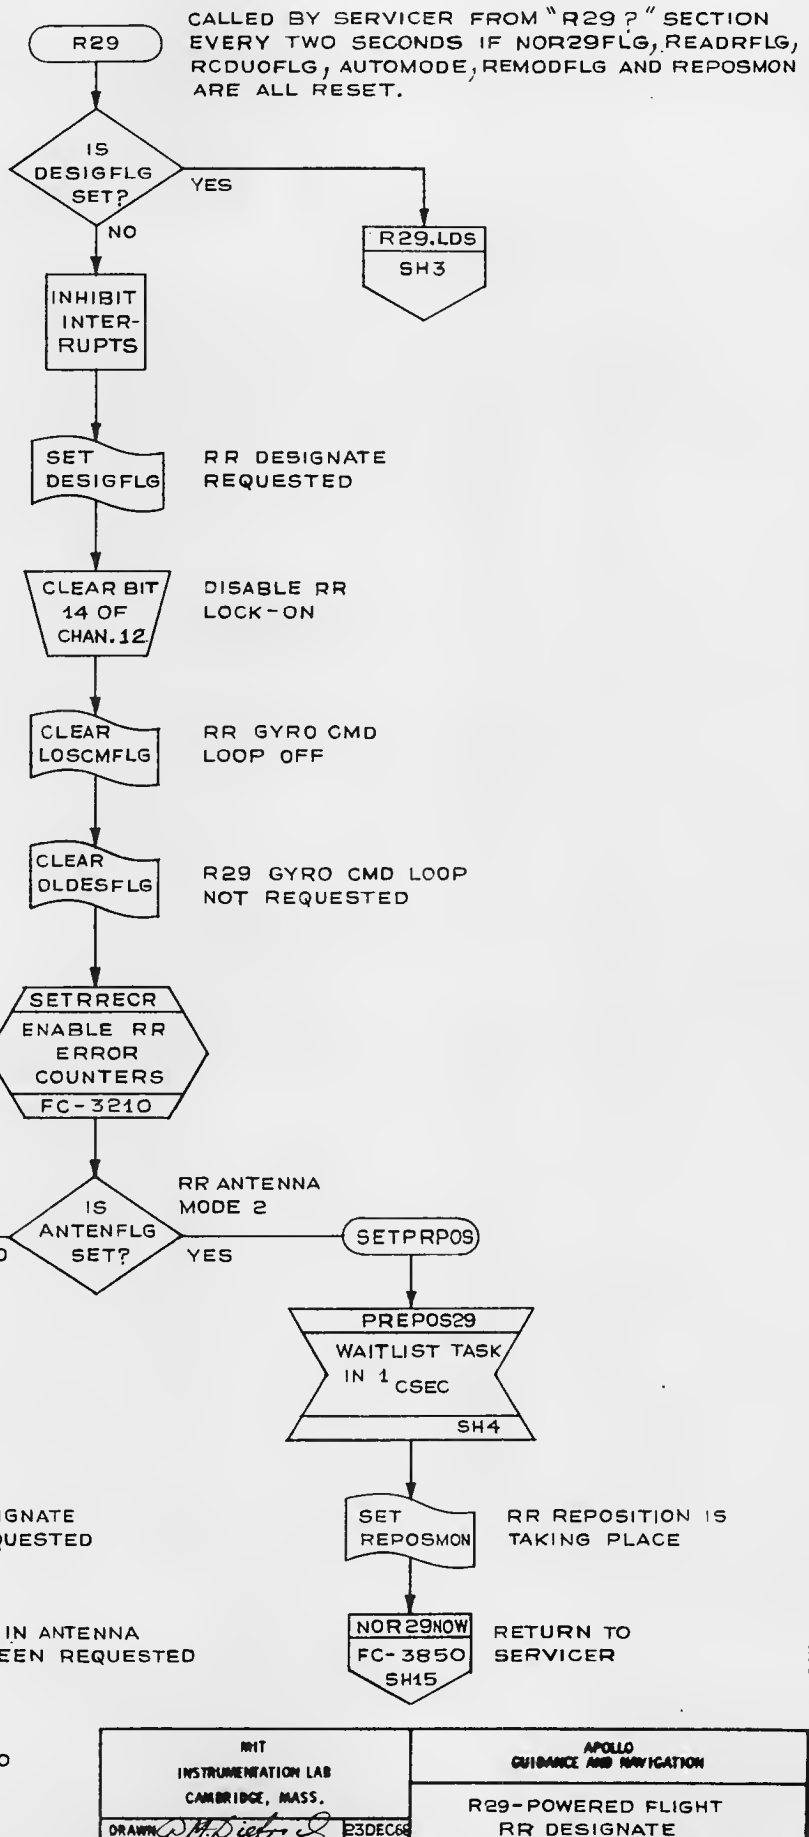 R29
CALLED BY SERVICER FROM "R29?" SECTION
EVERY TWO SECONDS IF NOR29FLG, READRFLG,
RCDUOFLG, AUTOMODE, REMODFLG AND REPOSMON
ARE ALL RESET.
IS
DESIGFLG
SET?
YES
NO
R29.LDS
SH3
INHIBIT
INTER-
RUPTS
SET
DESIGFLG
RR DESIGNATE
REQUESTED
CLEAR BIT
14 OF
CHAN.12
DISABLE RR
LOCK-ON
CLEAR
LOSCMFLG
RR GYRO CMD
LOOP OFF
CLEAR
OLDESFLG
R29 GYRO CMD LOOP
NOT REQUESTED
SETRRECR
ENABLE RR
ERROR
COUNTERS
FC-3210
RR ANTENNA
MODE 2
IS
ANTENFLG
SET?
YES
O
SETPRPOS
PREPOS29
WAITLIST TASK
IN 1 CSEC
SH4
SET
REPOSMON
RR REPOSITION IS
TAKING PLACE
IGNATE
QUESTED
NOR29NOW
FC-3850
SH15
RETURN TO
SERVICER
IN ANTENNA
EEN REQUESTED
O
MIT
INSTRUMENTATION LAB
CAMBRIDGE, MASS.
DRAWN
23DEC68
APOLLO
GUIDANCE AND NAVIGATION
R29-POWERED FLIGHT
RR DESIGNATE